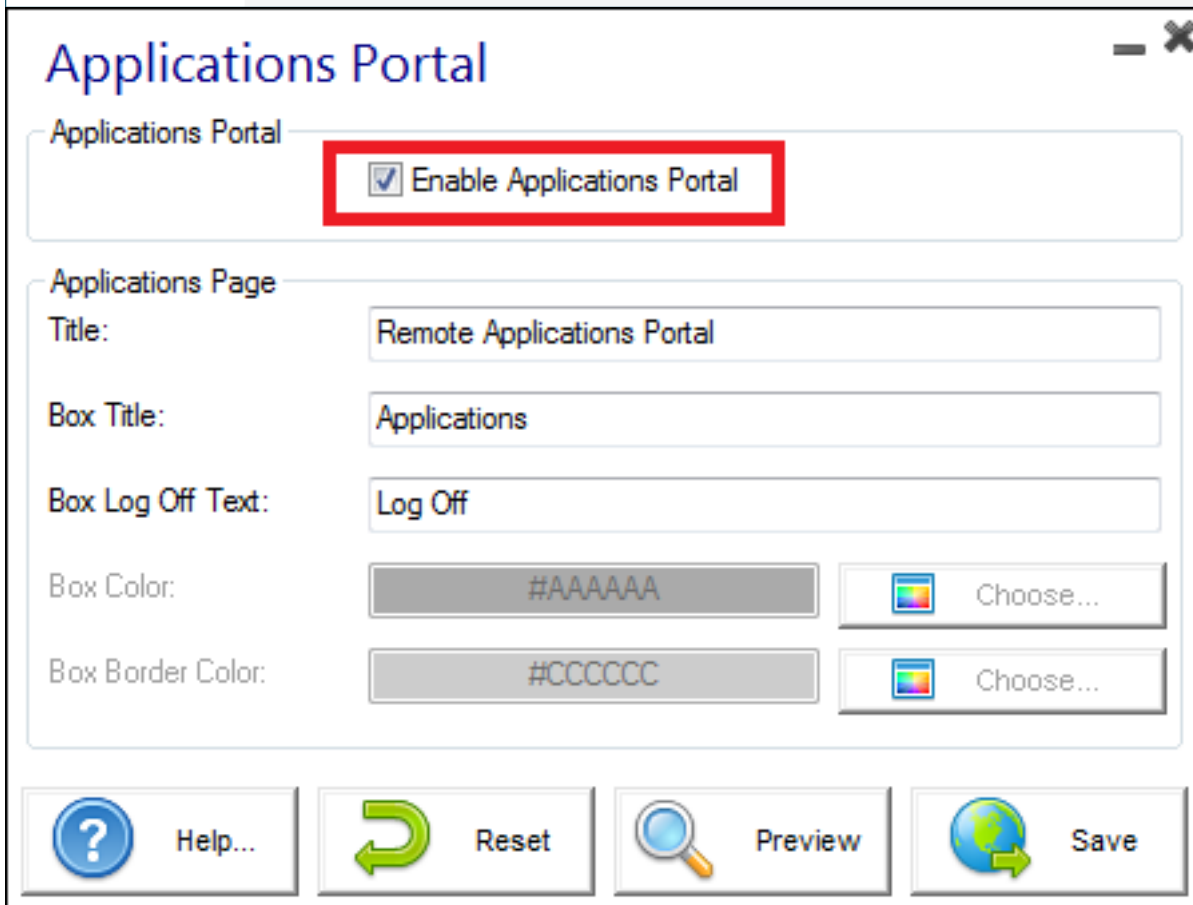 Applications Portal
Applications Portal
Enable Applications Portal
Applications Page
Title: Remote Applications Portal
Box Title: Applications
Box Log Off Text: Log Off
Box Color: #AAAAAA Choose...
Box Border Color: #CCCCCC Choose...
Help... Reset Preview Save